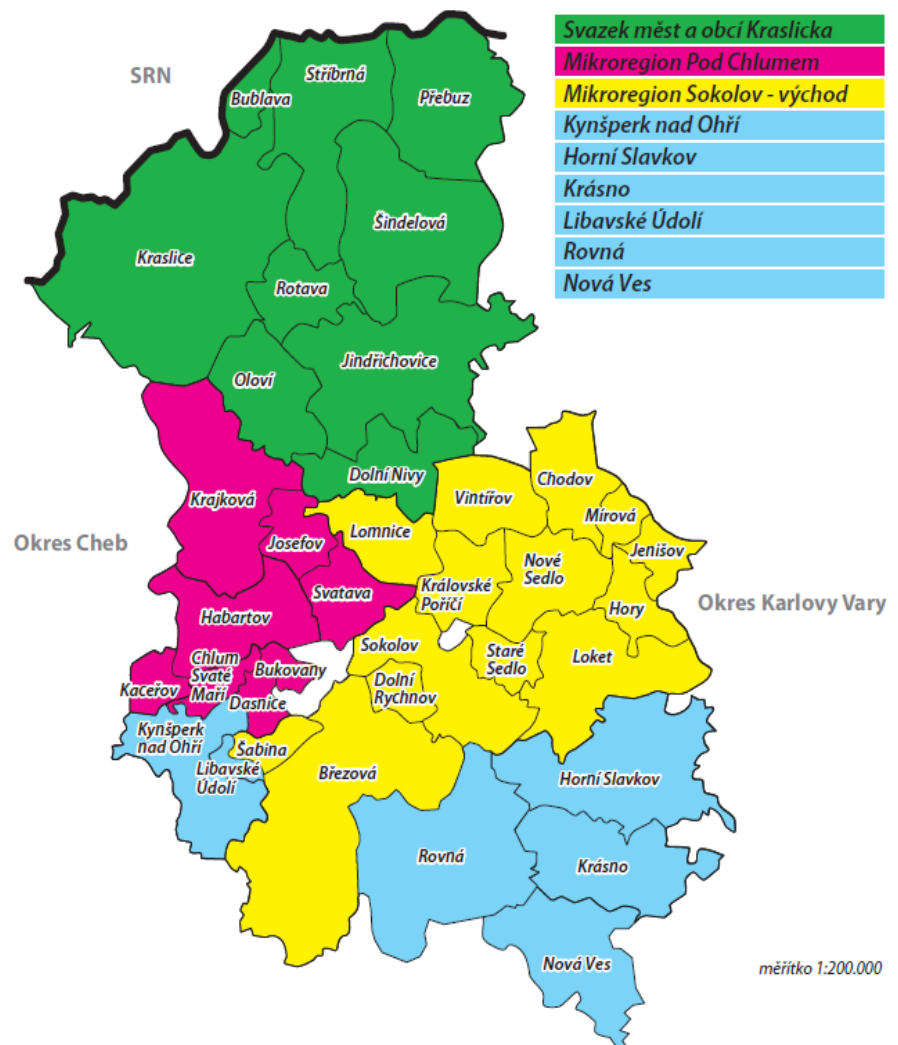 Svazek měst a obcí Kraslicka
Mikroregion Pod Chlumem
Mikroregion Sokolov - východ
Kynšperk nad Ohří
Horní Slavkov
Krásno
Libavské Údolí
Rovná
Nová Ves
SRN
Stříbrná
Bublava
Přebuz
Šindelová
Kraslice
Rotava
Jindřichovice
Oloví
Dolní Nivy
Chodov
Vintířov
Krajková
Mírová
Lomnice
Okres Cheb
Josefov
Jenišov
Nové
Sedlo
Svatava
Královské
Poříčí
Okres Karlovy Vary
Hory
Habartov
Sokolov
Staré
Sedlo
Loket
Chlum
Svaté
Maří
Bukovany
Kaceřov
Dolní
Rychnov
Dasnice
Kynšperk
nad Ohří
Šabina
Libavské
Údolí
Březová
Horní Slavkov
Rovná
Krásno
Nová Ves
měřítko 1:200.000